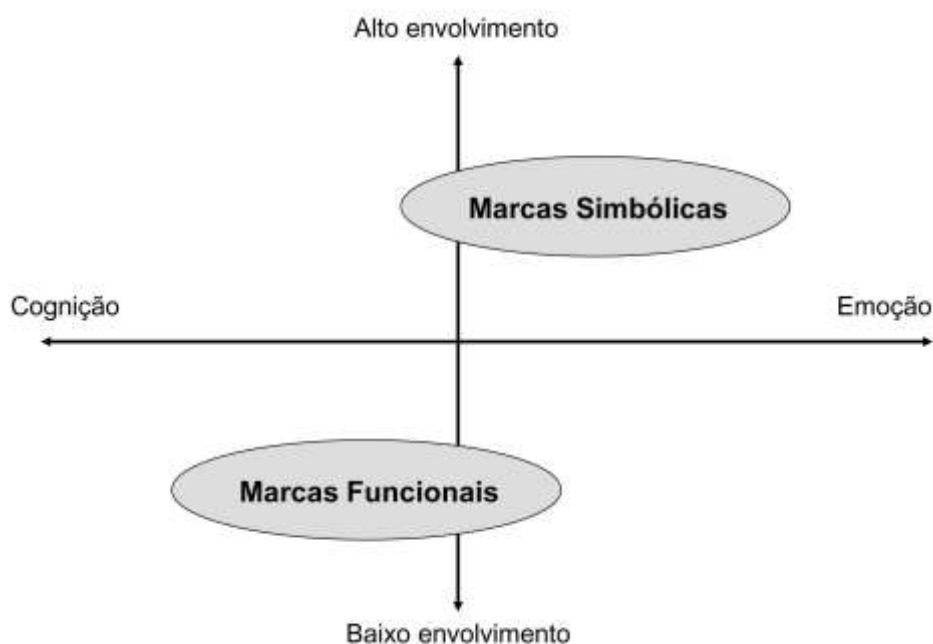 Alto envolvimento
Marcas Simbólicas
Cognição
Emoção
Marcas Funcionais
Baixo envolvimento